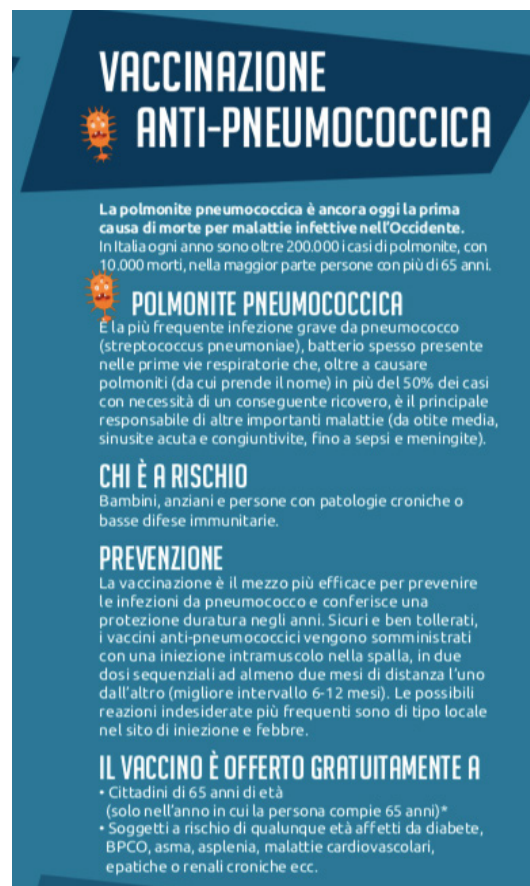 VACCINAZIONE
ANTI-PNEUMOCOCCICA
La polmonite pneumococcica è ancora oggi la prima
causa di morte per malattie infettive nell'Occidente.
In Italia ogni anno sono oltre 200.000 i casi di polmonite, con
10.000 morti, nella maggior parte persone con più di 65 anni.
POLMONITE PNEUMOCOCCICA
È la più frequente infezione grave da pneumococco
(streptococcus pneumoniae), batterio spesso presente
nelle prime vie respiratorie che, oltre a causare
polmoniti (da cui prende il nome) in più del 50% dei casi
con necessità di un conseguente ricovero, è il principale
responsabile di altre importanti malattie (da otite media,
sinusite acuta e congiuntivite, fino a sepsi e meningite).
CHI È A RISCHIO
Bambini, anziani e persone con patologie croniche o
basse difese immunitarie.
PREVENZIONE
La vaccinazione è il mezzo più efficace per prevenire
le infezioni da pneumococco e conferisce una
protezione duratura negli anni. Sicuri e ben tollerati,
i vaccini anti-pneumococcici vengono somministrati
con una iniezione intramuscolo nella spalla, in due
dosi sequenziali ad almeno due mesi di distanza l'uno
dall'altro (migliore intervallo 6-12 mesi). Le possibili
reazioni indesiderate più frequenti sono di tipo locale
nel sito di iniezione e febbre.
IL VACCINO È OFFERTO GRATUITAMENTE A
• Cittadini di 65 anni di età
(solo nell'anno in cui la persona compie 65 anni)*
• Soggetti a rischio di qualunque età affetti da diabete,
BPCO, asma, asplenia, malattie cardiovascolari,
epatiche o renali croniche ecc.